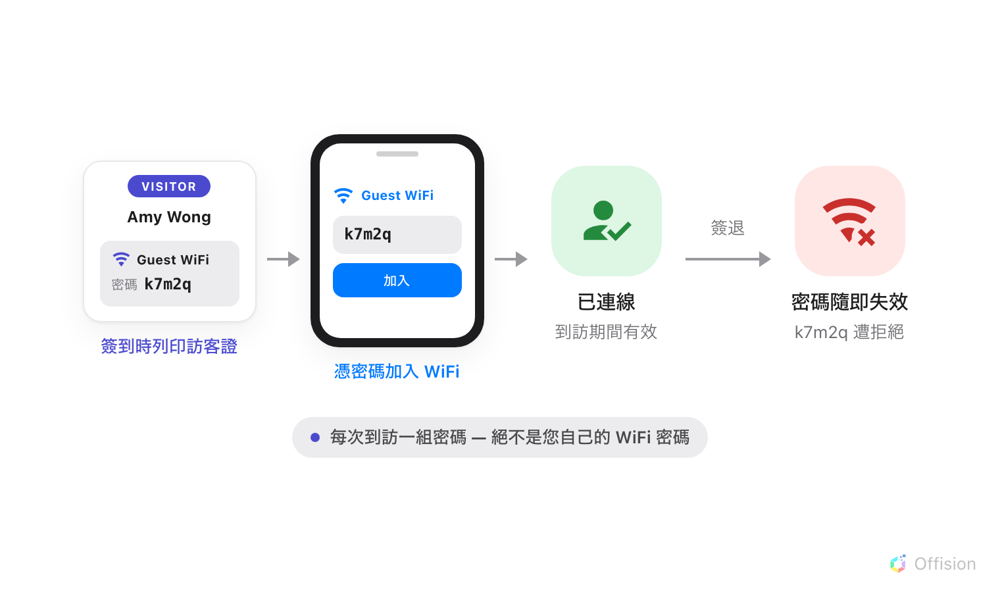 VISITOR
Amy Wong
Guest WiFi
密碼 k7m2q
簽到時列印訪客證
Guest WiFi
k7m2q
加入
憑密碼加入 WiFi
已連線
到訪期間有效
簽退
密碼隨即失效
k7m2q 遭拒絕
每次到訪一組密碼 — 絕不是您自己的 WiFi 密碼
Offision